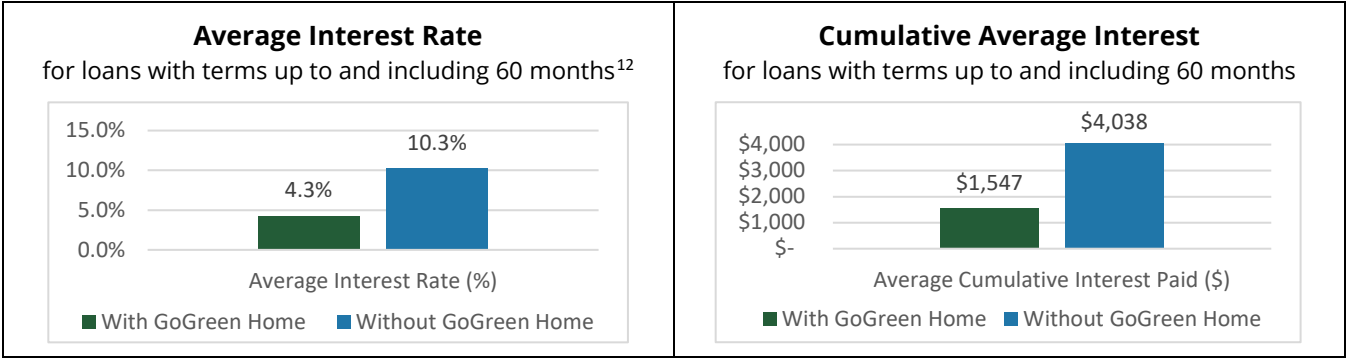 Average Interest Rate
for loans with terms up to and including 60 months12
15.0%
10.0%
5.0%
0.0%
4.3%
10.3%
Average Interest Rate (%)
With GoGreen Home
Without GoGreen Home
Cumulative Average Interest
for loans with terms up to and including 60 months
$4,000
$3,000
$2,000
$1,000
$-
$1,547
$4,038
Average Cumulative Interest Paid ($)
With GoGreen Home
Without GoGreen Home